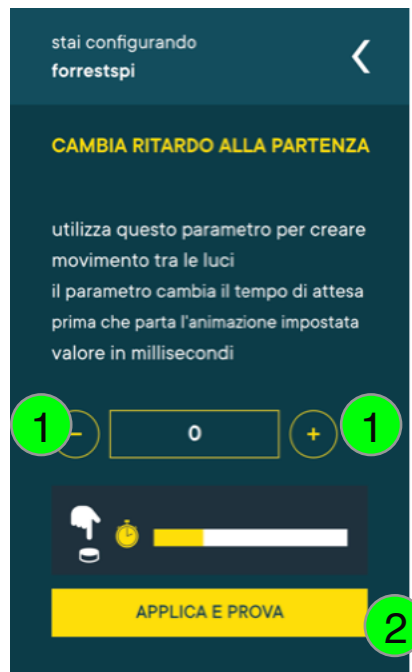 stai configurando
forrestspi
CAMBIA RITARDO ALLA PARTENZA
utilizza questo parametro per creare
movimento tra le luci
il parametro cambia il tempo di attesa
prima che parta l'animazione impostata
valore in millisecondi
1 - 0 + 1
APPLICA E PROVA
2